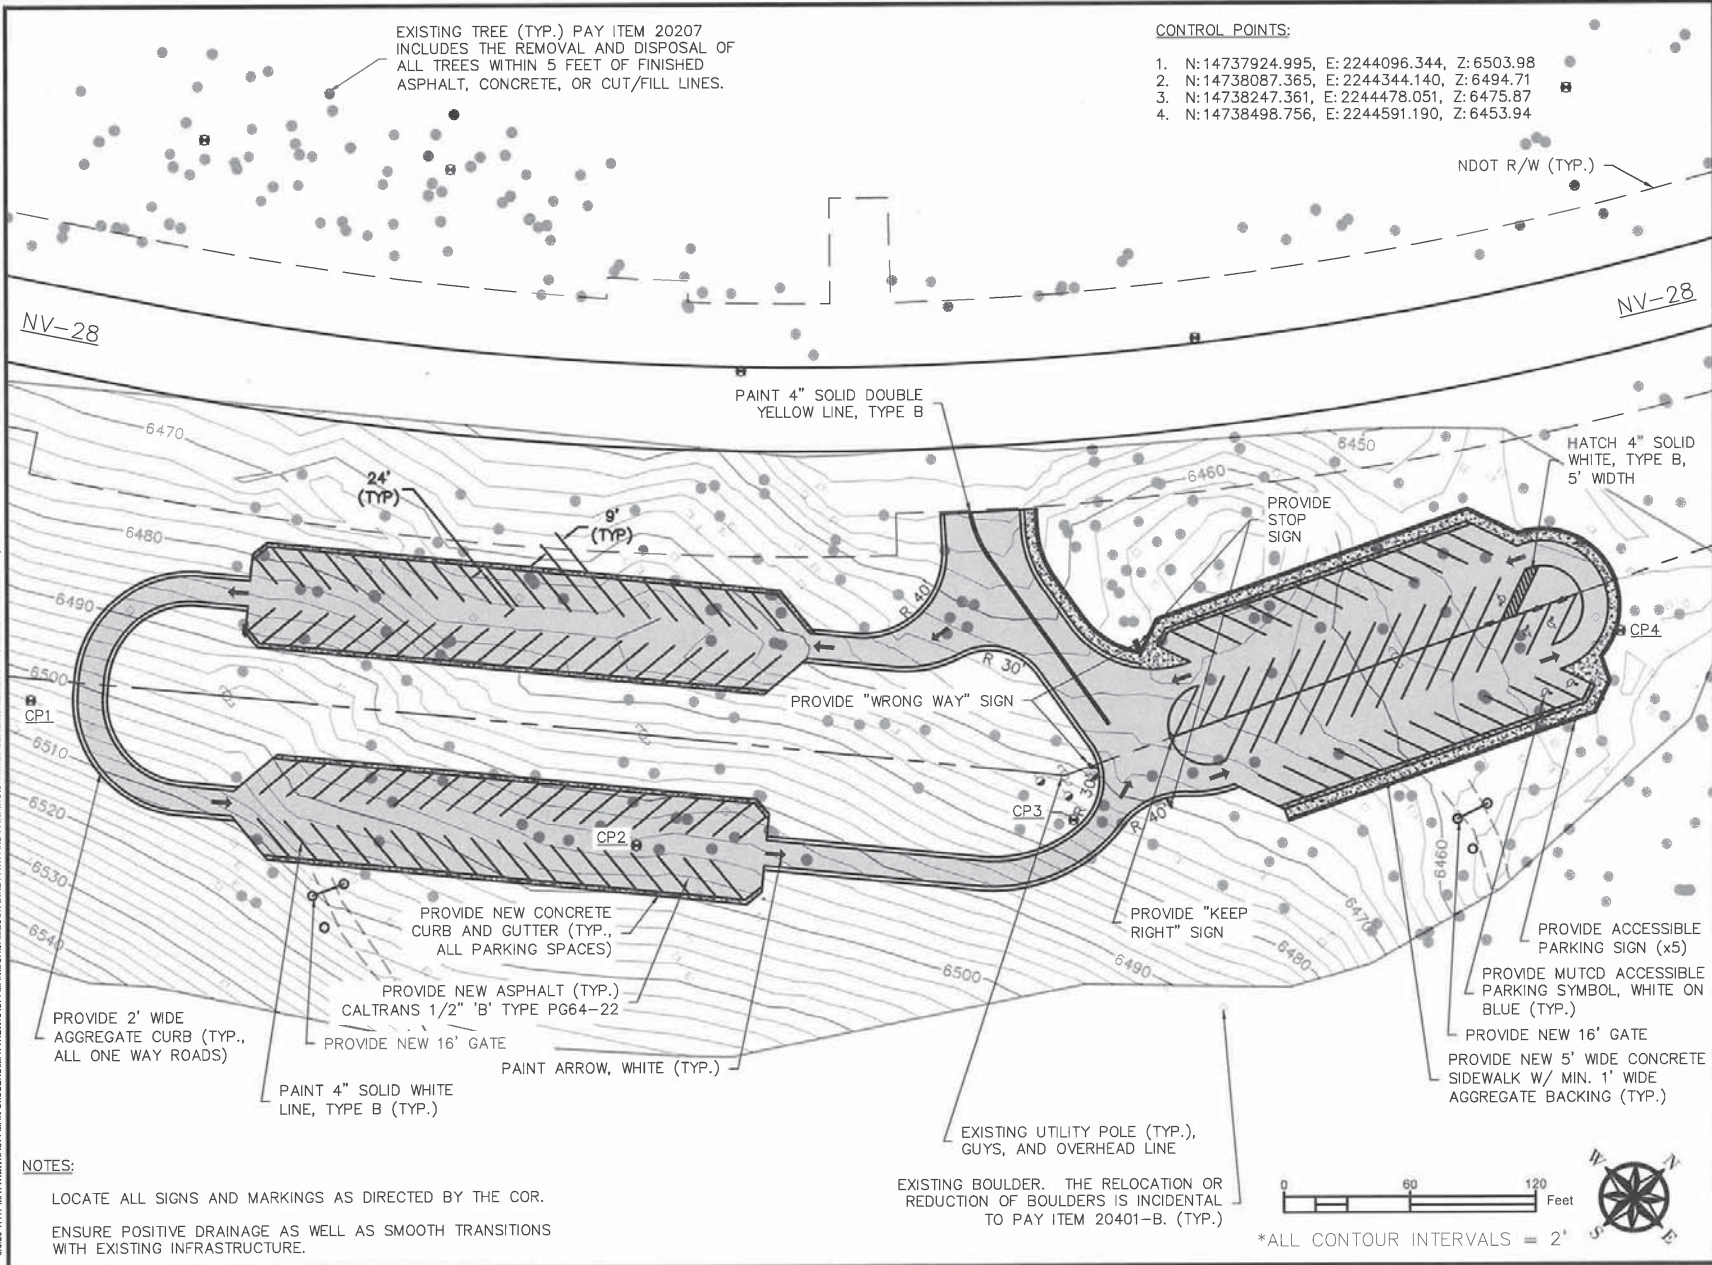 EXISTING TREE (TYP.) PAY ITEM 20207
INCLUDES THE REMOVAL AND DISPOSAL OF
ALL TREES WITHIN 5 FEET OF FINISHED
ASPHALT, CONCRETE, OR CUT/FILL LINES.
CONTROL POINTS:
1. N:14737924.995, E:2244096.344, Z:6503.98
2. N:14738087.365, E:2244344.140, Z:6494.71
3. N:14738247.361, E:2244478.051, Z:6475.87
4. N:14738498.756, E:2244591.190, Z:6453.94
NDOT R/W (TYP.)
NV-28
NV-28
PAINT 4" SOLID DOUBLE
YELLOW LINE, TYPE B
6470
6450
6460
HATCH 4" SOLID
WHITE, TYPE B,
5' WIDTH
24'
(TYP)
9'
(TYP)
PROVIDE
STOP
SIGN
6480
6490
R 40'
R 30'
CP4
6500
CP1
PROVIDE "WRONG WAY" SIGN
6510
R 30'
CP3
R 40'
6520
CP2
6460
6530
6540
PROVIDE NEW CONCRETE
CURB AND GUTTER (TYP.,
ALL PARKING SPACES)
PROVIDE "KEEP
RIGHT" SIGN
6470
6480
6490
6500
PROVIDE ACCESSIBLE
PARKING SIGN (x5)
PROVIDE NEW ASPHALT (TYP.)
CALTRANS 1/2" 'B' TYPE PG64-22
PROVIDE MUTCD ACCESSIBLE
PARKING SYMBOL, WHITE ON
BLUE (TYP.)
PROVIDE 2' WIDE
AGGREGATE CURB (TYP.,
ALL ONE WAY ROADS)
PROVIDE NEW 16' GATE
PROVIDE NEW 16' GATE
PAINT ARROW, WHITE (TYP.)
PROVIDE NEW 5' WIDE CONCRETE
SIDEWALK W/ MIN. 1' WIDE
AGGREGATE BACKING (TYP.)
PAINT 4" SOLID WHITE
LINE, TYPE B (TYP.)
EXISTING UTILITY POLE (TYP.),
GUYS, AND OVERHEAD LINE
EXISTING BOULDER. THE RELOCATION OR
REDUCTION OF BOULDERS IS INCIDENTAL
TO PAY ITEM 20401-B. (TYP.)
NOTES:
LOCATE ALL SIGNS AND MARKINGS AS DIRECTED BY THE COR.
ENSURE POSITIVE DRAINAGE AS WELL AS SMOOTH TRANSITIONS
WITH EXISTING INFRASTRUCTURE.
0 60 120
Feet
*ALL CONTOUR INTERVALS = 2'
W N
S E